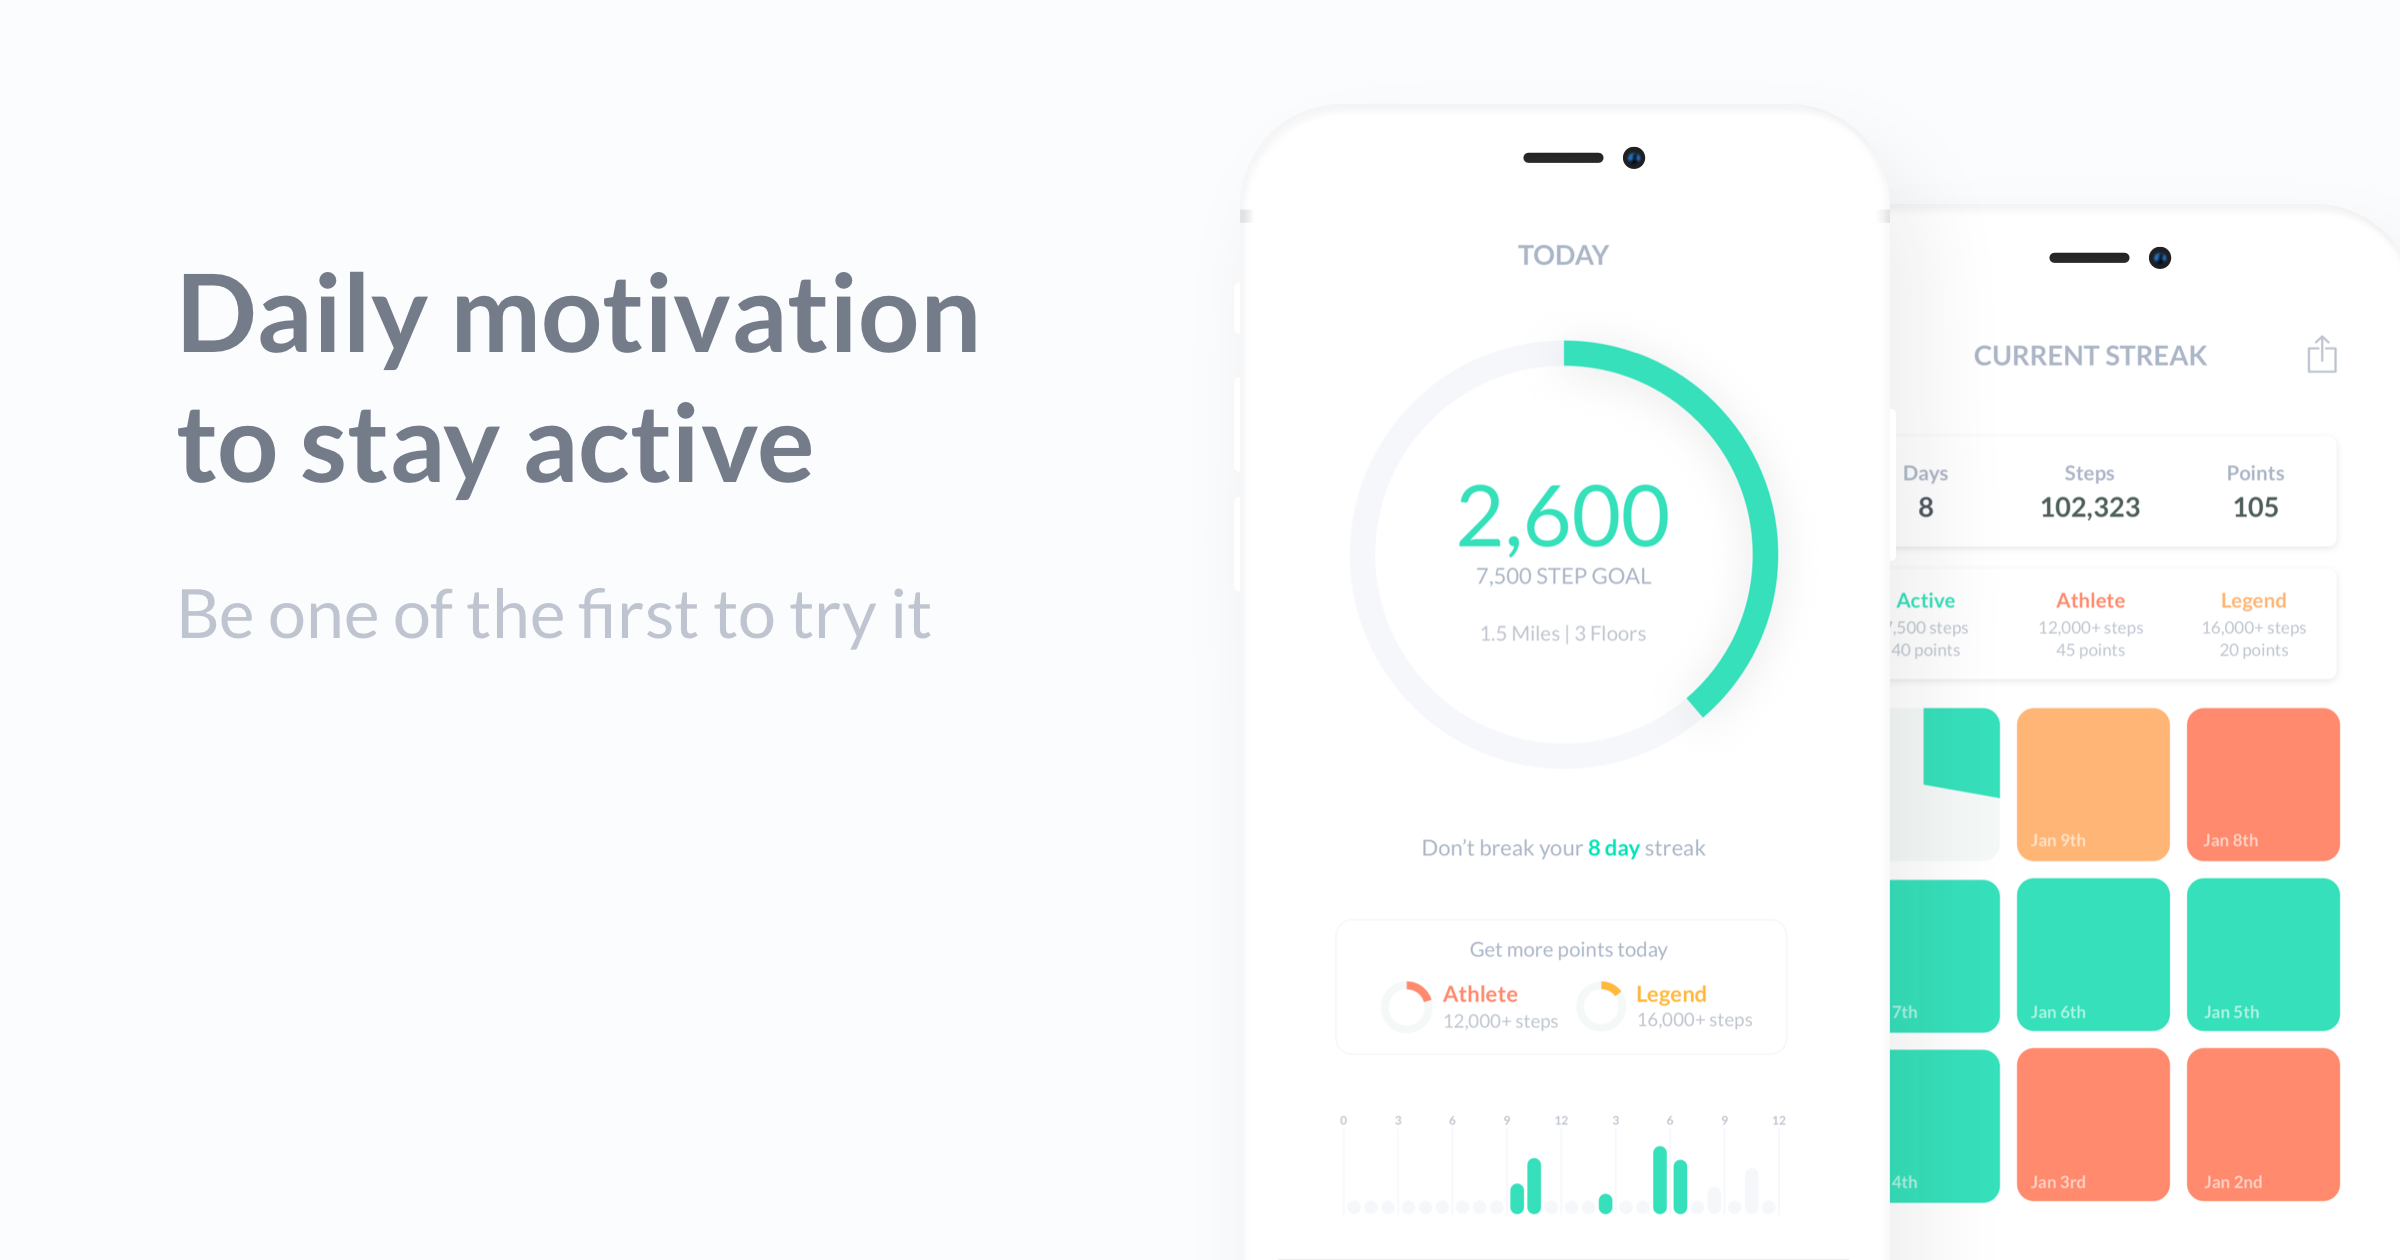 Daily motivation
to stay active
Be one of the first to try it
TODAY
2,600
7,500 STEP GOAL
1.5 Miles | 3 Floors
Don't break your 8 day streak
Get more points today
Athlete
12,000+ steps
Legend
16,000+ steps
0 3 6 9 12 3 6 9 12
CURRENT STREAK
Days Steps Points
8 102,323 105
Active Athlete Legend
,500 steps 12,000+ steps 16,000+ steps
40 points 45 points 20 points
Jan 9th Jan 8th
7th Jan 6th Jan 5th
4th Jan 3rd Jan 2nd